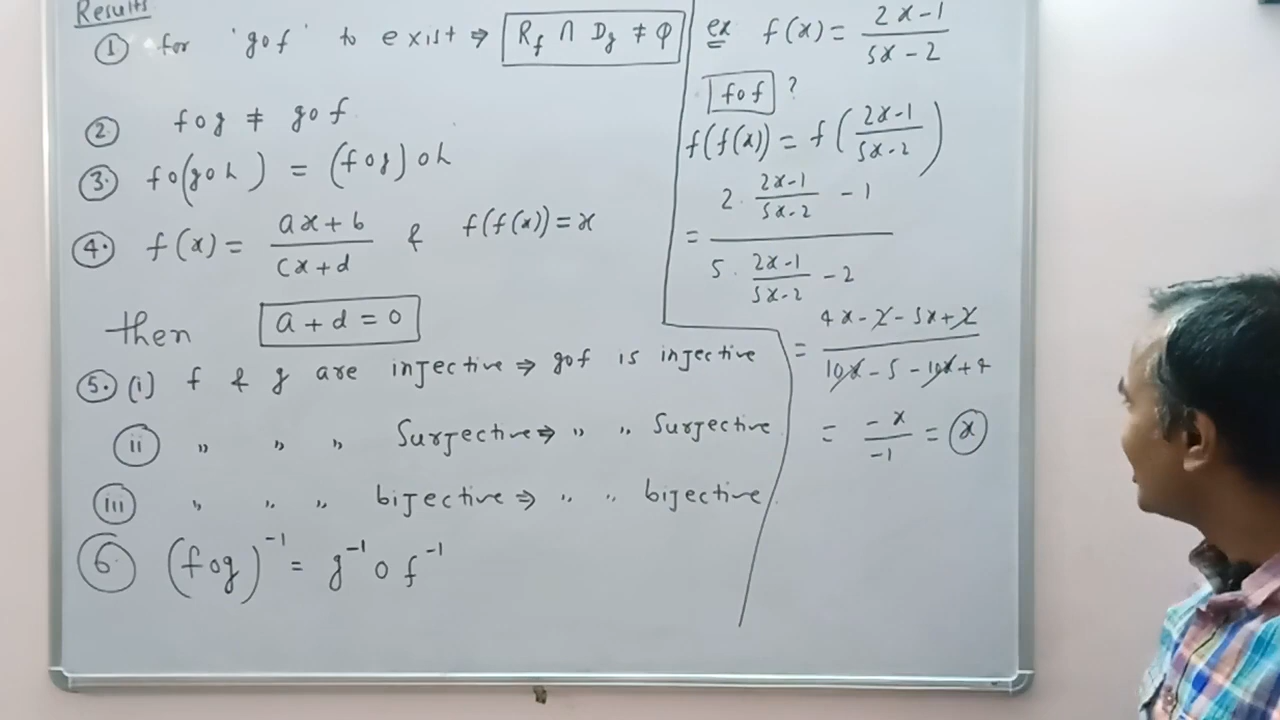 Results
① for 'gof' to exist ⇒ R_f ∩ D_g ≠ φ
② fog ≠ gof
③ fo(goh) = (fog)oh
④ f(x) = (ax+b)/(cx+d) & f(f(x)) = x
then a+d=0
⑤ (i) f & g are injective ⇒ gof is injective
ii " " " Surjective ⇒ " " Surjective
iii " " " bijective ⇒ " " bijective
⑥ (fog)⁻¹ = g⁻¹ o f⁻¹
ex f(x) = (2x-1)/(5x-2)
fof ?
f(f(x)) = f((2x-1)/(5x-2))
= (2·(2x-1)/(5x-2) - 1)/(5·(2x-1)/(5x-2) - 2)
= (4x-2-5x+2)/(10x-5-10x+4)
= -x/-1 = x